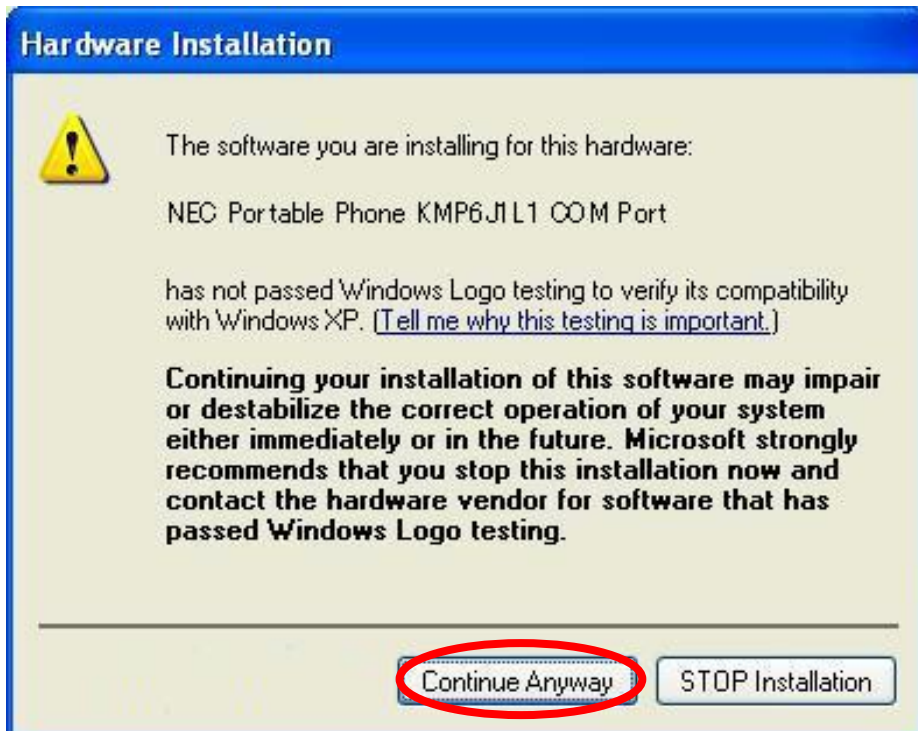 Hardware Installation
The software you are installing for this hardware:
NEC Portable Phone KMP6J1L1 COM Port
has not passed Windows Logo testing to verify its compatibility
with Windows XP. (Tell me why this testing is important.)
Continuing your installation of this software may impair
or destabilize the correct operation of your system
either immediately or in the future. Microsoft strongly
recommends that you stop this installation now and
contact the hardware vendor for software that has
passed Windows Logo testing.
Continue Anyway
STOP Installation